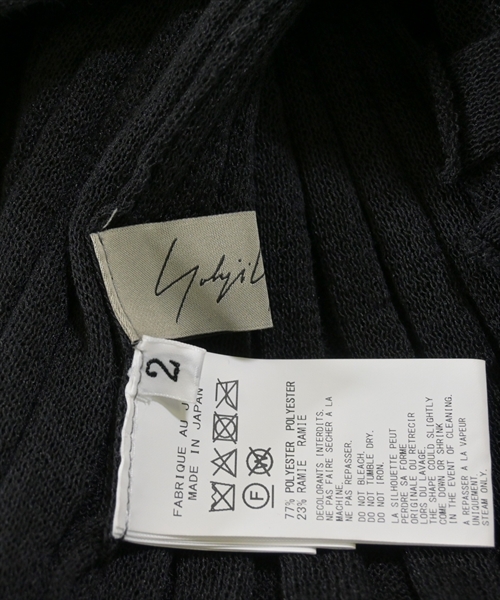 Yohji
2
FABRIQUE AU J
MADE IN JAPAN
77% POLYESTER POLYESTER
23% RAMIE RAMIE
DECOLORANTS INTERDITS.
NE PAS FAIRE SECHER A LA
MACHINE.
NE PAS REPASSER.
DO NOT BLEACH.
DO NOT TUMBLE DRY.
DO NOT IRON.
LA SILHOUETTE PEUT
PERDRE SA FORME
ORIGINALE OU RETRECIR
LORS DU LAVAGE.
THE SHAPE COULD SLIGHTLY
COME DOWN OR SHRINK
IN THE EVENT OF CLEANING.
A REPASSER A LA VAPEUR
UNIQUEMENT.
STEAM ONLY.